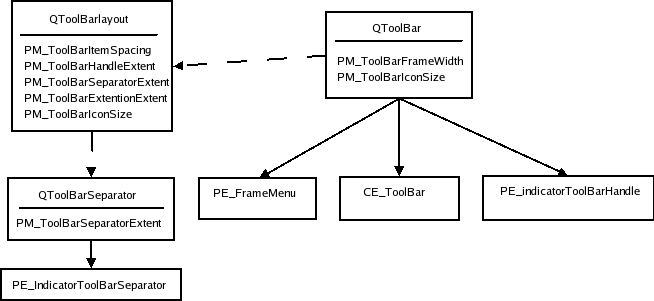 QToolBarlayout
PM_ToolBarItemSpacing
PM_ToolBarHandleExtent
PM_ToolBarSeparatorExtent
PM_ToolBarExtentionExtent
PM_ToolBarIconSize
QToolBar
PM_ToolBarFrameWidth
PM_ToolBarIconSize
QToolBarSeparator
PM_ToolBarSeparatorExtent
PE_FrameMenu
CE_ToolBar
PE_indicatorToolBarHandle
PE_IndicatorToolBarSeparator